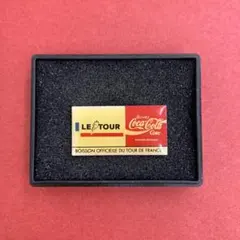 LE TOUR
Coca-Cola
BOISSON OFFICIELLE DU TOUR DE FRANCE